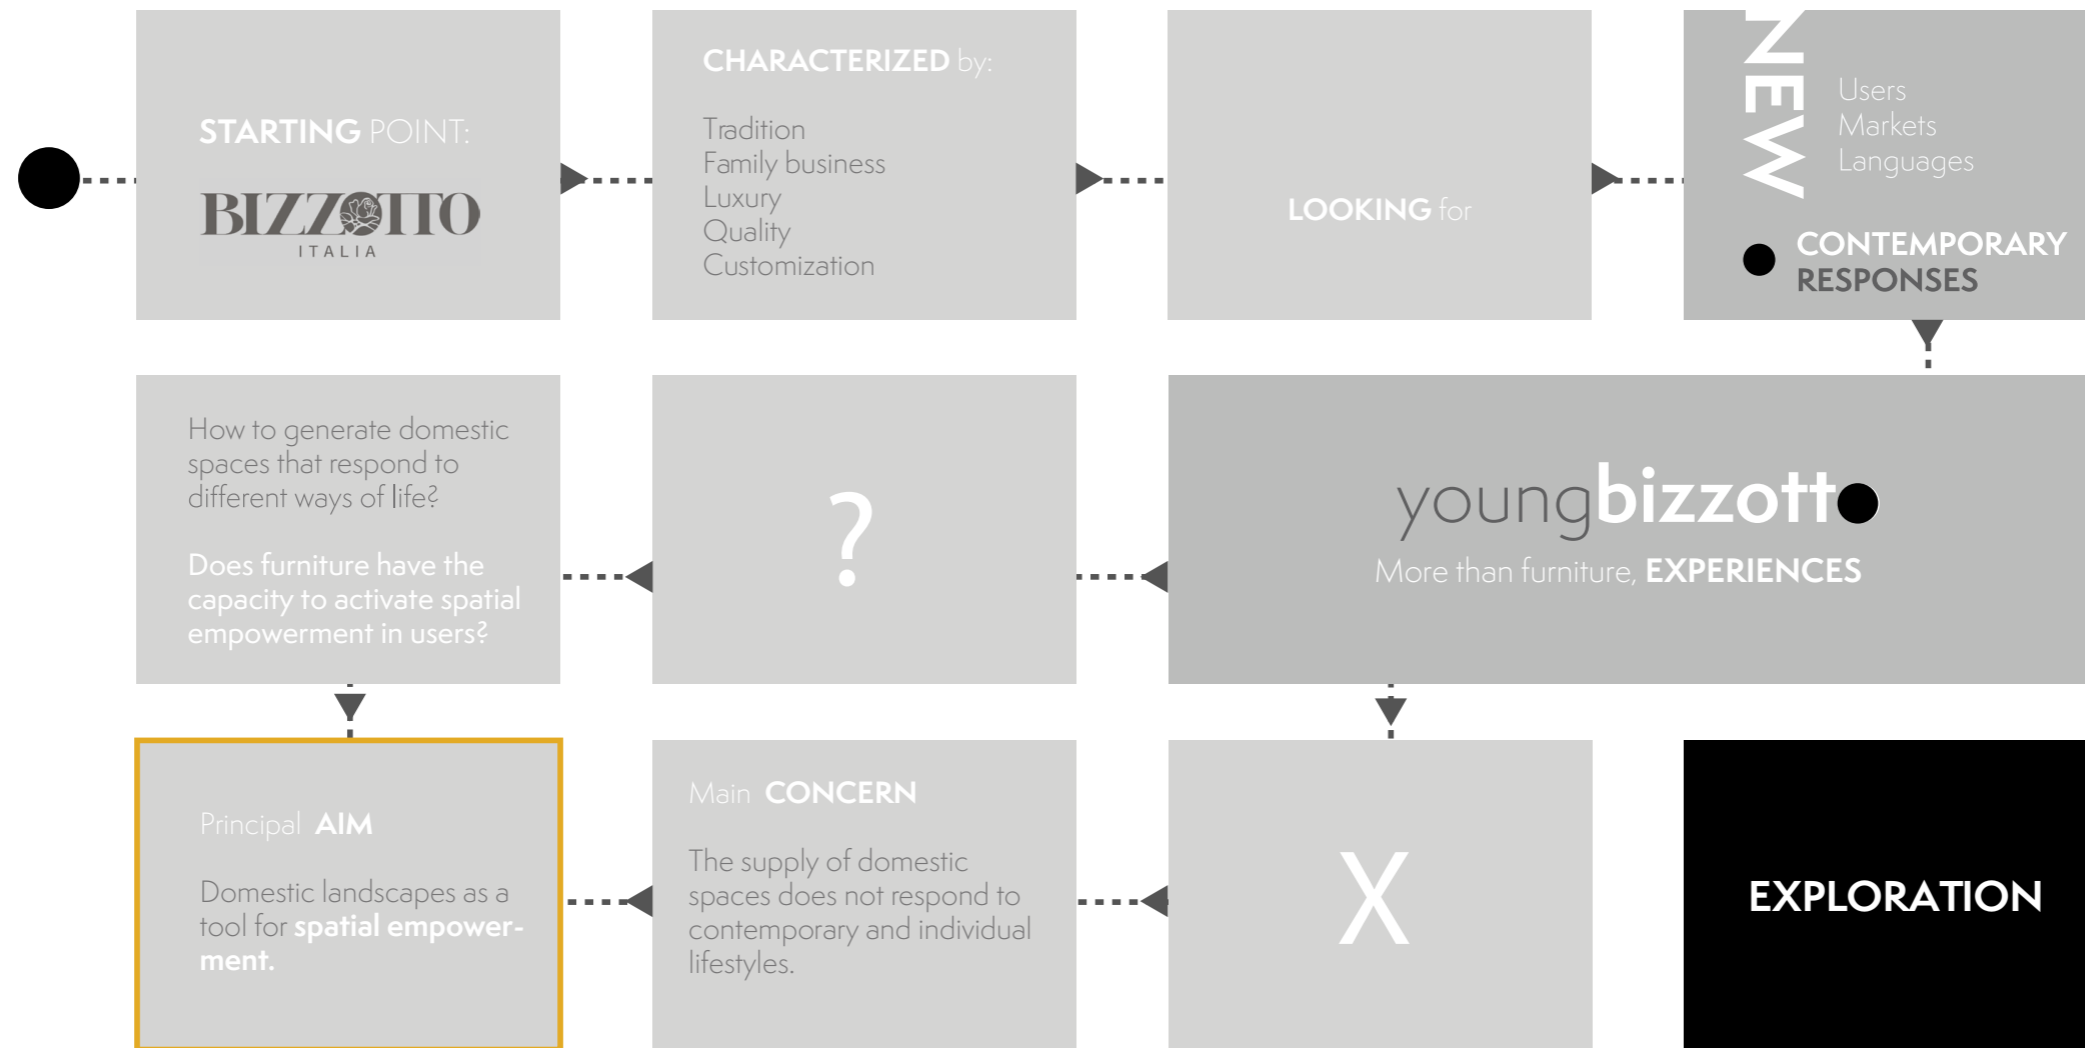 STARTING POINT:
BIZZOTTO
ITALIA
CHARACTERIZED by:
Tradition
Family business
Luxury
Quality
Customization
LOOKING for
NEW
Users
Markets
Languages
CONTEMPORARY
RESPONSES
How to generate domestic
spaces that respond to
different ways of life?
Does furniture have the
capacity to activate spatial
empowerment in users?
?
youngbizzotto
More than furniture, EXPERIENCES
Principal AIM
Domestic landscapes as a
tool for spatial empower-
ment.
Main CONCERN
The supply of domestic
spaces does not respond to
contemporary and individual
lifestyles.
X
EXPLORATION